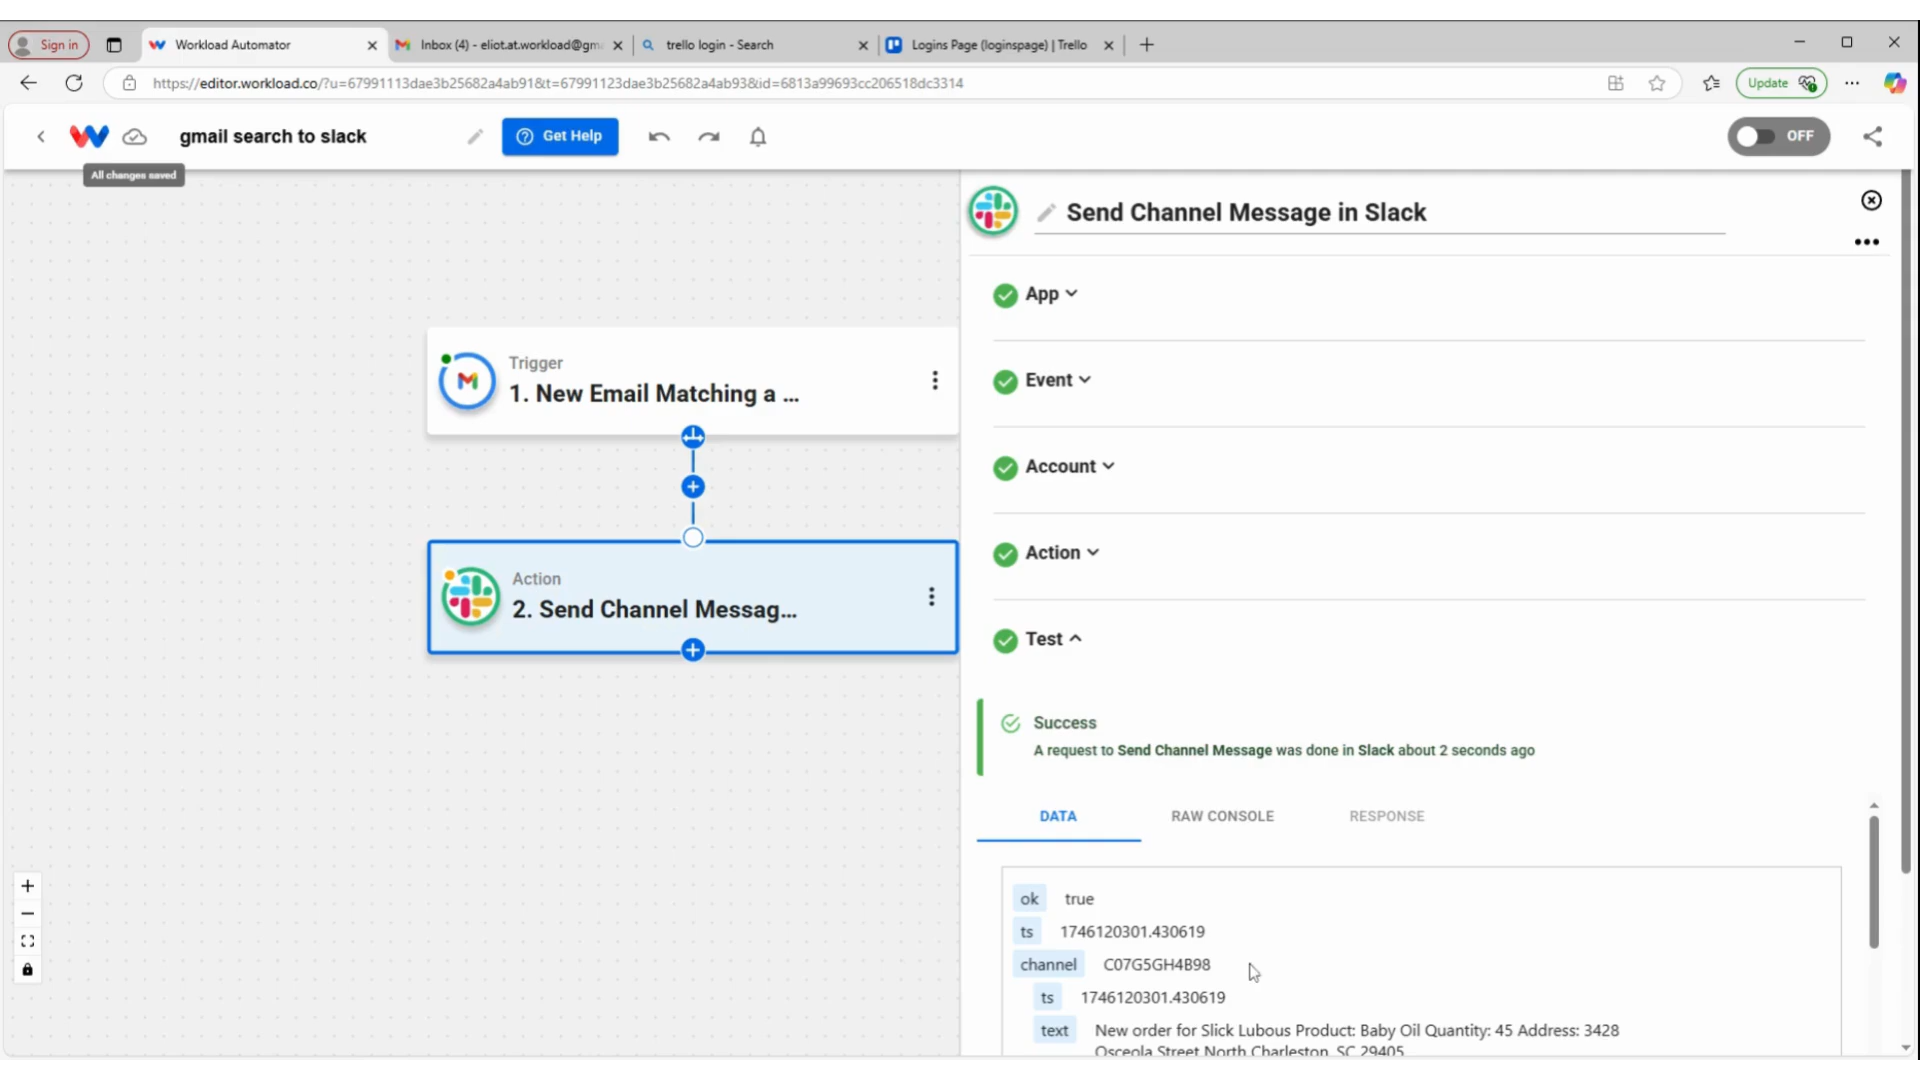 Sign in
Workload Automator
Inbox (4) - eliot.at.workload@gm
trello login - Search
Logins Page (loginspage) | Trello
https://editor.workload.co/?u=67991113dae3b25682a4ab91&t=67991123dae3b25682a4ab93&id=6813a99693cc206518dc3314
Update
gmail search to slack
Get Help
OFF
All changes saved
Send Channel Message in Slack
App
Event
Account
Action
Test
Trigger
1. New Email Matching a ...
Action
2. Send Channel Messag...
Success
A request to Send Channel Message was done in Slack about 2 seconds ago
DATA
RAW CONSOLE
RESPONSE
ok true
ts 1746120301.430619
channel C07G5GH4B98
ts 1746120301.430619
text New order for Slick Lubous Product: Baby Oil Quantity: 45 Address: 3428
Osceola Street North Charleston, SC 29405